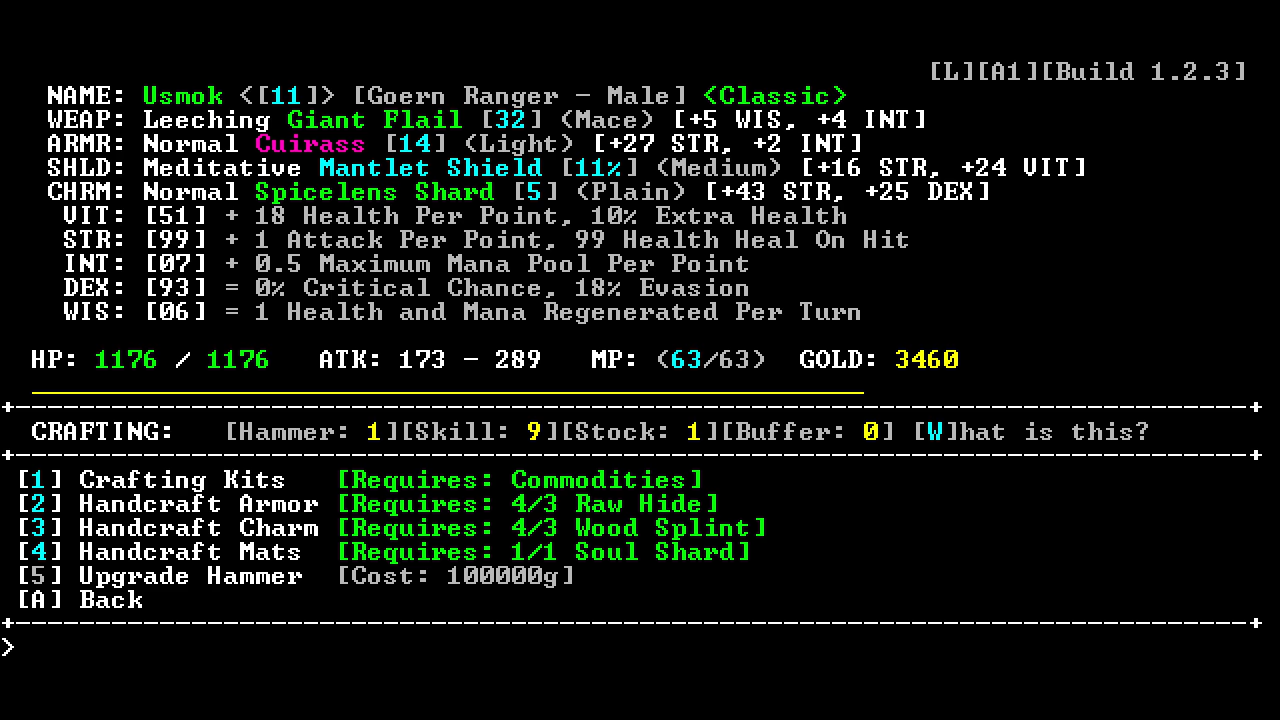 [L][A1][Build 1.2.3]
NAME: Usmok <[11]> [Goern Ranger - Male] <Classic>
WEAP: Leeching Giant Flail [32] (Mace) [+5 WIS, +4 INT]
ARMR: Normal Cuirass [14] (Light) [+27 STR, +2 INT]
SHLD: Meditative Mantlet Shield [11%] (Medium) [+16 STR, +24 VIT]
CHRM: Normal Spicelens Shard [5] (Plain) [+43 STR, +25 DEX]
VIT: [51] + 18 Health Per Point, 10% Extra Health
STR: [99] + 1 Attack Per Point, 99 Health Heal On Hit
INT: [07] + 0.5 Maximum Mana Pool Per Point
DEX: [93] = 0% Critical Chance, 18% Evasion
WIS: [06] = 1 Health and Mana Regenerated Per Turn
HP: 1176 / 1176 ATK: 173 - 289 MP: (63/63) GOLD: 3460
CRAFTING: [Hammer: 1][Skill: 9][Stock: 1][Buffer: 0] [W]hat is this?
[1] Crafting Kits [Requires: Commodities]
[2] Handcraft Armor [Requires: 4/3 Raw Hide]
[3] Handcraft Charm [Requires: 4/3 Wood Splint]
[4] Handcraft Mats [Requires: 1/1 Soul Shard]
[5] Upgrade Hammer [Cost: 100000g]
[A] Back
>